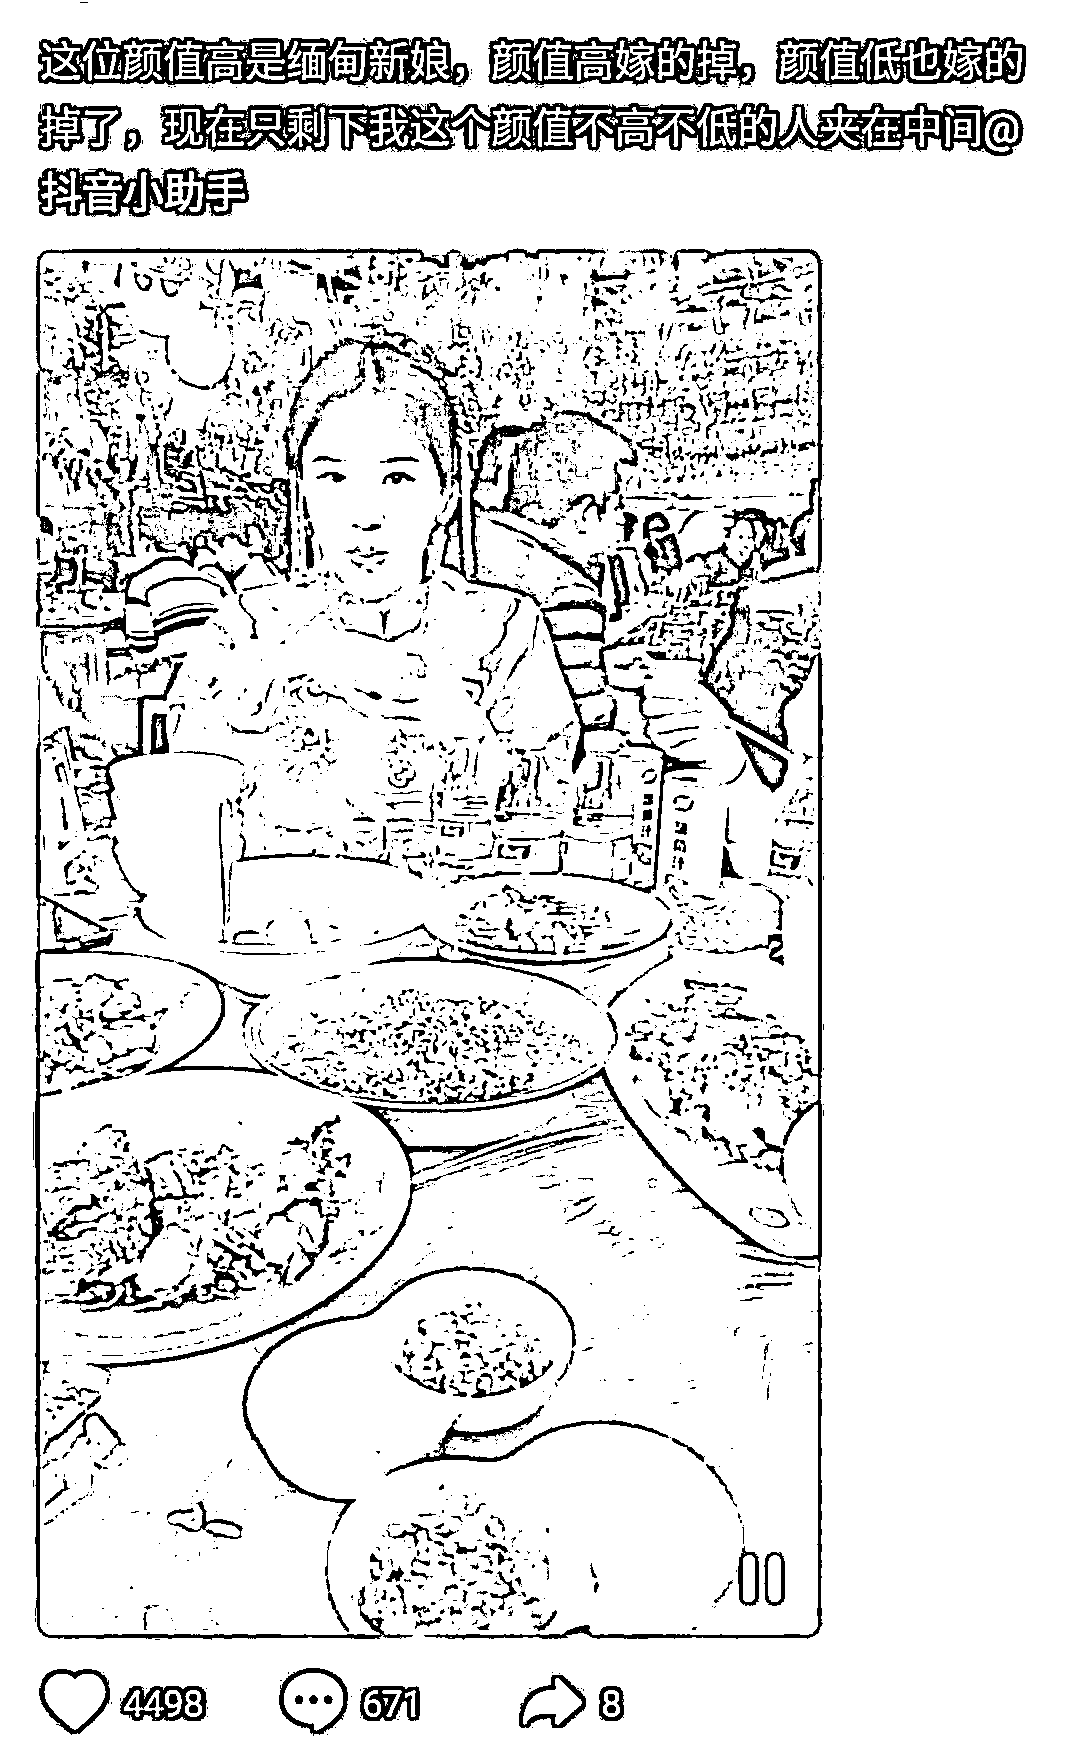 这位颜值高是缅甸新娘，颜值高嫁的掉，颜值低也嫁的
掉了，现在只剩下我这个颜值不高不低的人夹在中间@
抖音小助手
4498 671 8